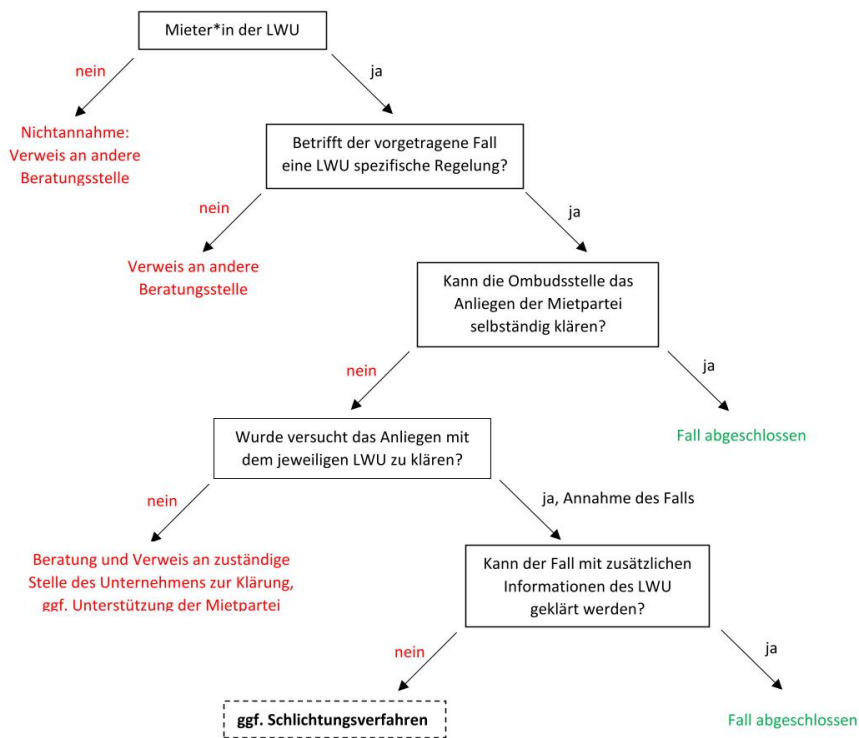 Mieter*in der LWU
nein
ja
Nichtannahme:
Verweis an andere
Beratungsstelle
Betrifft der vorgetragene Fall
eine LWU spezifische Regelung?
nein
ja
Verweis an andere
Beratungsstelle
Kann die Ombudsstelle das
Anliegen der Mietpartei
selbständig klären?
nein
ja
Wurde versucht das Anliegen mit
dem jeweiligen LWU zu klären?
Fall abgeschlossen
nein
ja, Annahme des Falls
Beratung und Verweis an zuständige
Stelle des Unternehmens zur Klärung,
ggf. Unterstützung der Mietpartei
Kann der Fall mit zusätzlichen
Informationen des LWU
geklärt werden?
nein
ja
ggf. Schlichtungsverfahren
Fall abgeschlossen